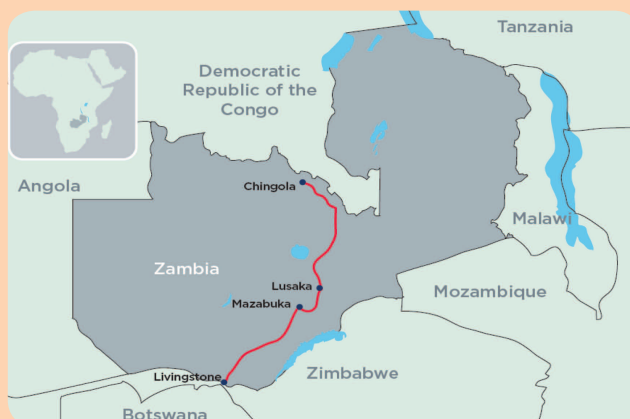 Tanzania
Democratic
Republic of the
Congo
Angola
Chingola
Malawi
Zambia
Lusaka
Mozambique
Mazabuka
Livingstone
Zimbabwe
Botswana